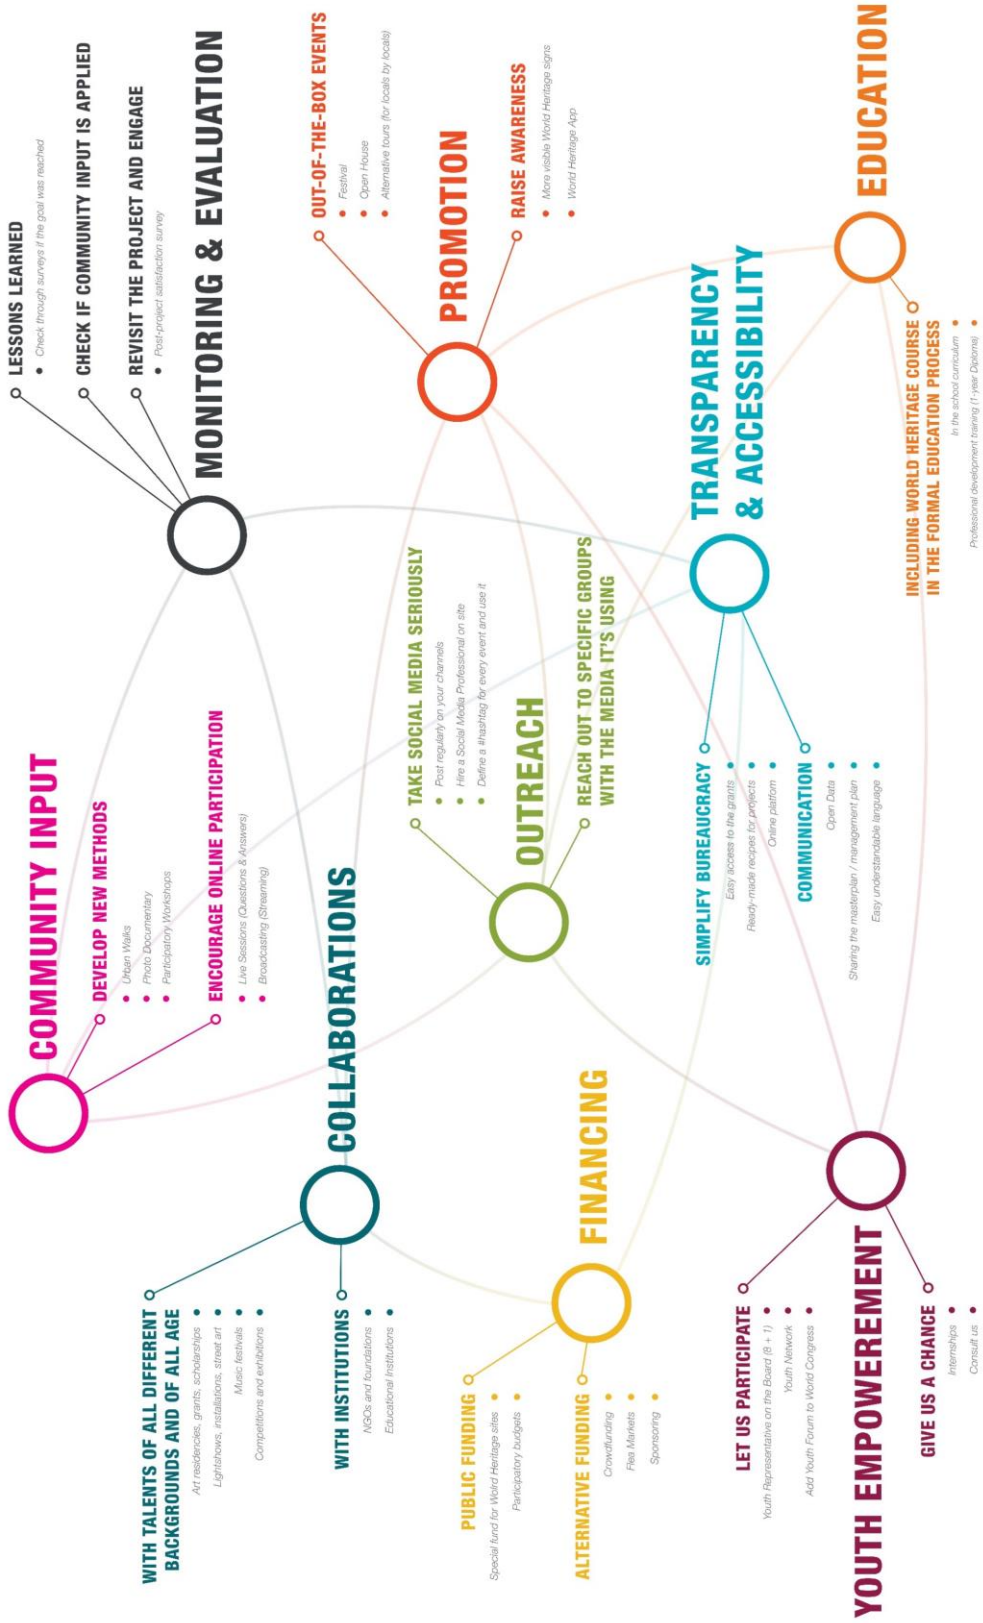 COMMUNITY INPUT
DEVELOP NEW METHODS
Urban Walks
Photo Documentary
Participatory Workshops
ENCOURAGE ONLINE PARTICIPATION
Live Sessions (Questions & Answers)
Broadcasting (Streaming)
LESSONS LEARNED
Check through surveys if the goal was reached
CHECK IF COMMUNITY INPUT IS APPLIED
REVISIT THE PROJECT AND ENGAGE
Post-project satisfaction survey
MONITORING & EVALUATION
WITH TALENTS OF ALL DIFFERENT
BACKGROUNDS AND OF ALL AGE
Art residencies, grants, scholarships
Lightshows, installations, street art
Music festivals
Competitions and exhibitions
COLLABORATIONS
WITH INSTITUTIONS
NGOs and foundations
Educational Institutions
OUT-OF-THE-BOX EVENTS
Festival
Open House
Alternative tours (for locals by locals)
PROMOTION
RAISE AWARENESS
More visible World Heritage signs
World Heritage App
TAKE SOCIAL MEDIA SERIOUSLY
Post regularly on your channels
Hire a Social Media Professional on site
Define a #hashtag for every event and use it
OUTREACH
REACH OUT TO SPECIFIC GROUPS
WITH THE MEDIA IT'S USING
PUBLIC FUNDING
Special fund for Wolrd Heritage sites
Participatory budgets
FINANCING
ALTERNATIVE FUNDING
Crowdfunding
Flea Markets
Sponsoring
TRANSPARENCY
& ACCESSIBILITY
SIMPLIFY BUREAUCRACY
Easy access to the grants
Ready-made recipes for projects
Online platfrom
COMMUNICATION
Open Data
Sharing the masterplan / management plan
Easy understandable language
LET US PARTICIPATE
Youth Representative on the Board (8 + 1)
Youth Network
Add Youth Forum to World Congress
YOUTH EMPOWEREMENT
GIVE US A CHANCE
Internships
Consult us
EDUCATION
INCLUDING WORLD HERITAGE COURSE
IN THE FORMAL EDUCATION PROCESS
In the school curriculum
Professional development training (1-year Diploma)